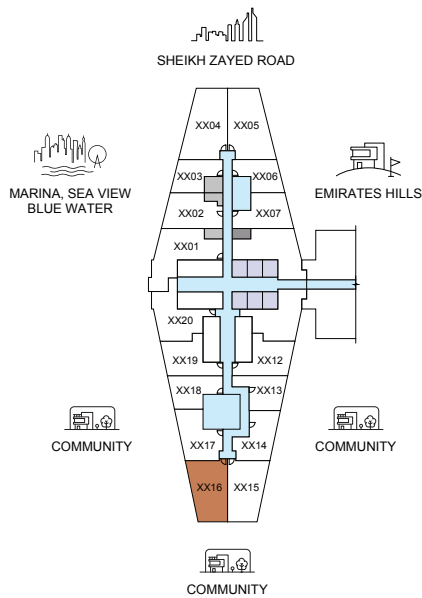 SHEIKH ZAYED ROAD
XX04 XX05
MARINA, SEA VIEW
BLUE WATER
XX03 XX06
EMIRATES HILLS
XX02 XX07
XX01
XX20
XX19 XX12
XX18 XX13
COMMUNITY
COMMUNITY
XX17 XX14
XX16 XX15
COMMUNITY